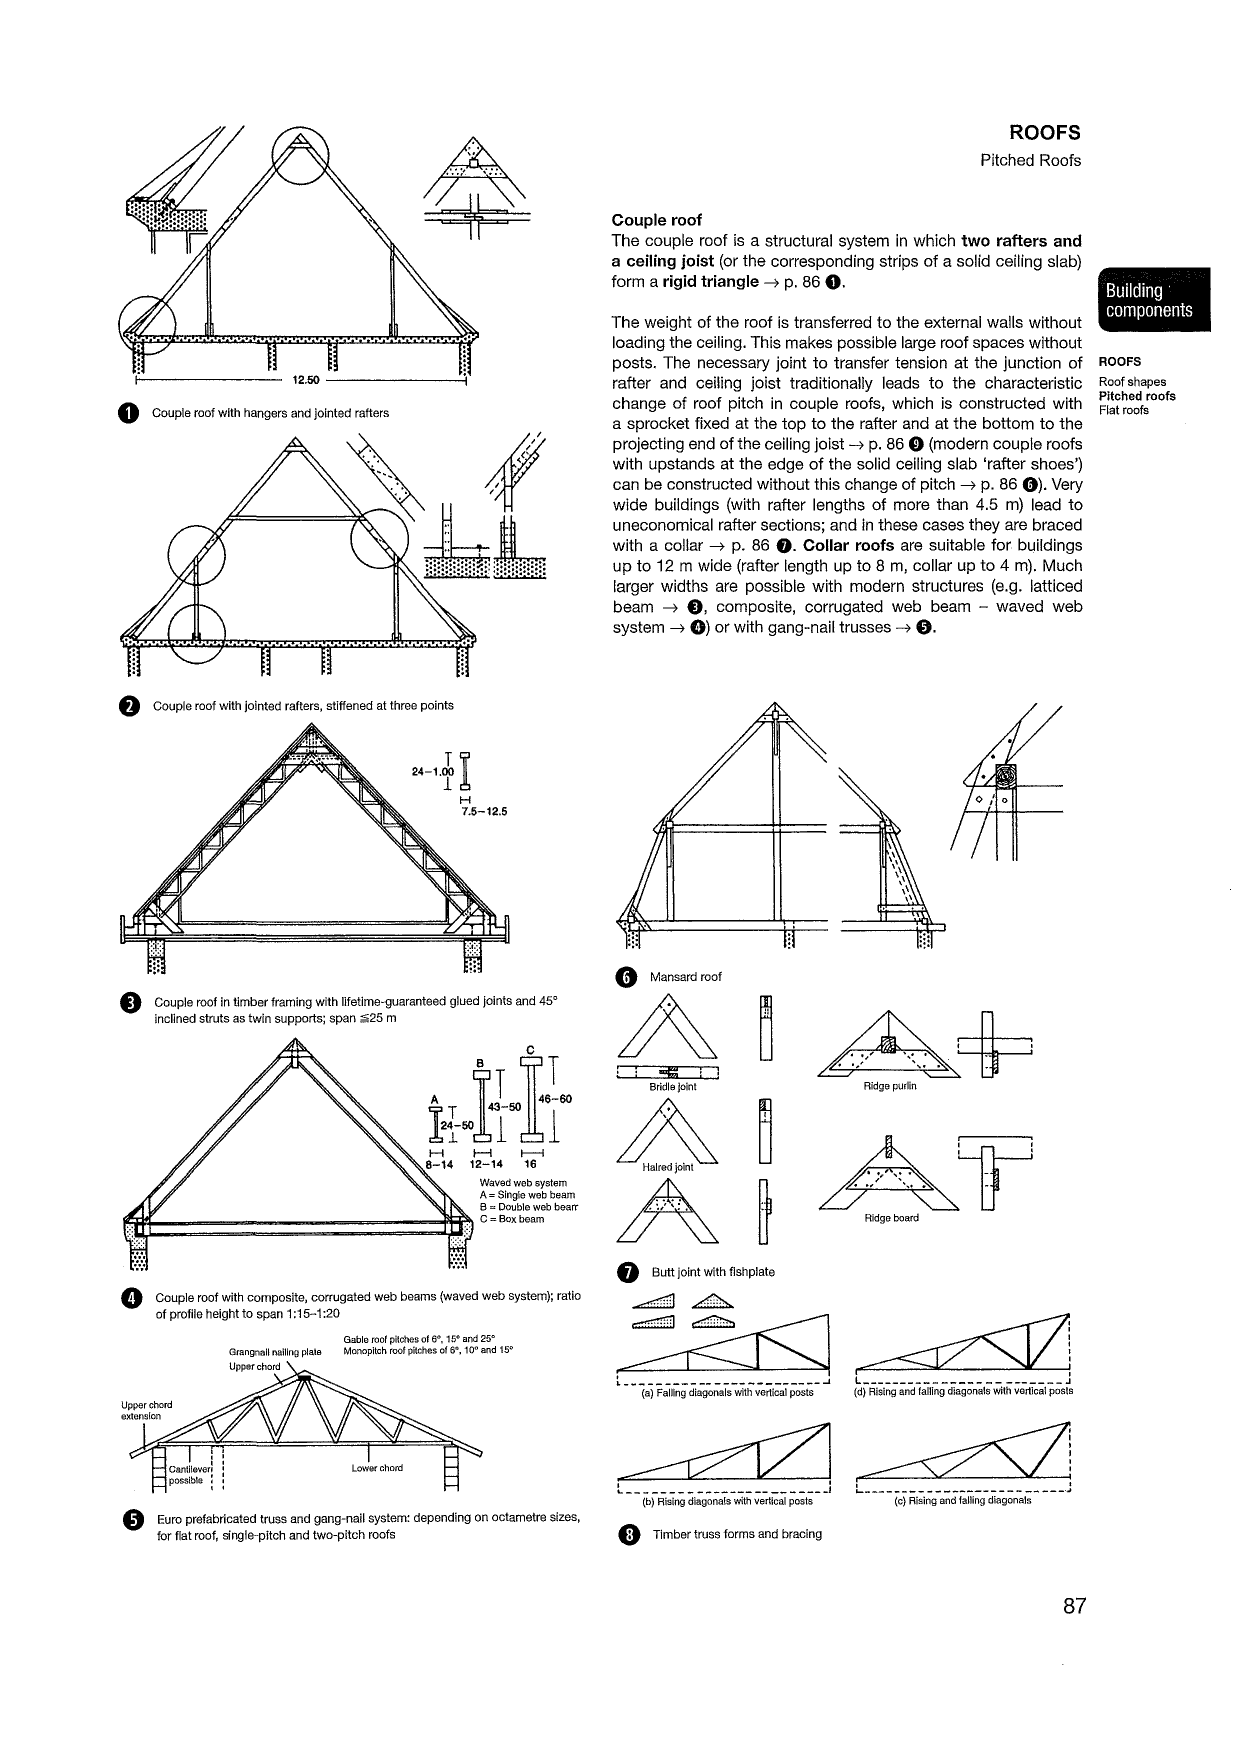 ROOFS
Pitched Roofs
Couple roof
The couple roof is a structural system in which two rafters and
a ceiling joist (or the corresponding strips of a solid ceiling slab)
form a rigid triangle → p. 86 ❶.
The weight of the roof is transferred to the external walls without
loading the ceiling. This makes possible large roof spaces without
posts. The necessary joint to transfer tension at the junction of
rafter and ceiling joist traditionally leads to the characteristic
change of roof pitch in couple roofs, which is constructed with
a sprocket fixed at the top to the rafter and at the bottom to the
projecting end of the ceiling joist → p. 86 ❾ (modern couple roofs
with upstands at the edge of the solid ceiling slab ‘rafter shoes’)
can be constructed without this change of pitch → p. 86 ❻). Very
wide buildings (with rafter lengths of more than 4.5 m) lead to
uneconomical rafter sections; and in these cases they are braced
with a collar → p. 86 ❼. Collar roofs are suitable for buildings
up to 12 m wide (rafter length up to 8 m, collar up to 4 m). Much
larger widths are possible with modern structures (e.g. latticed
beam → ❸, composite, corrugated web beam – waved web
system → ❹) or with gang-nail trusses → ❺.
Building
components
ROOFS
Roof shapes
Pitched roofs
Flat roofs
12.50
❶ Couple roof with hangers and jointed rafters
❷ Couple roof with jointed rafters, stiffened at three points
24–1.00
7.5–12.5
❸ Couple roof in timber framing with lifetime-guaranteed glued joints and 45°
inclined struts as twin supports; span ≦25 m
A
B
C
24–50
43–50
46–60
8–14
12–14
16
Waved web system
A = Single web beam
B = Double web bearr
C = Box beam
❹ Couple roof with composite, corrugated web beams (waved web system); ratio
of profile height to span 1:15–1:20
Gable roof pitches of 6°, 15° and 25°
Monopitch roof pitches of 6°, 10° and 15°
Grangnall nailing plate
Upper chord
Upper chord
extension
Cantilever
possible
Lower chord
❺ Euro prefabricated truss and gang-nail system: depending on octametre sizes,
for flat roof, single-pitch and two-pitch roofs
❻ Mansard roof
Bridle joint
Ridge purlin
Halred joint
Ridge board
❼ Butt joint with fishplate
(a) Falling diagonals with vertical posts
(d) Rising and falling diagonals with vertical posts
(b) Rising diagonals with vertical posts
(c) Rising and falling diagonals
❽ Timber truss forms and bracing
87